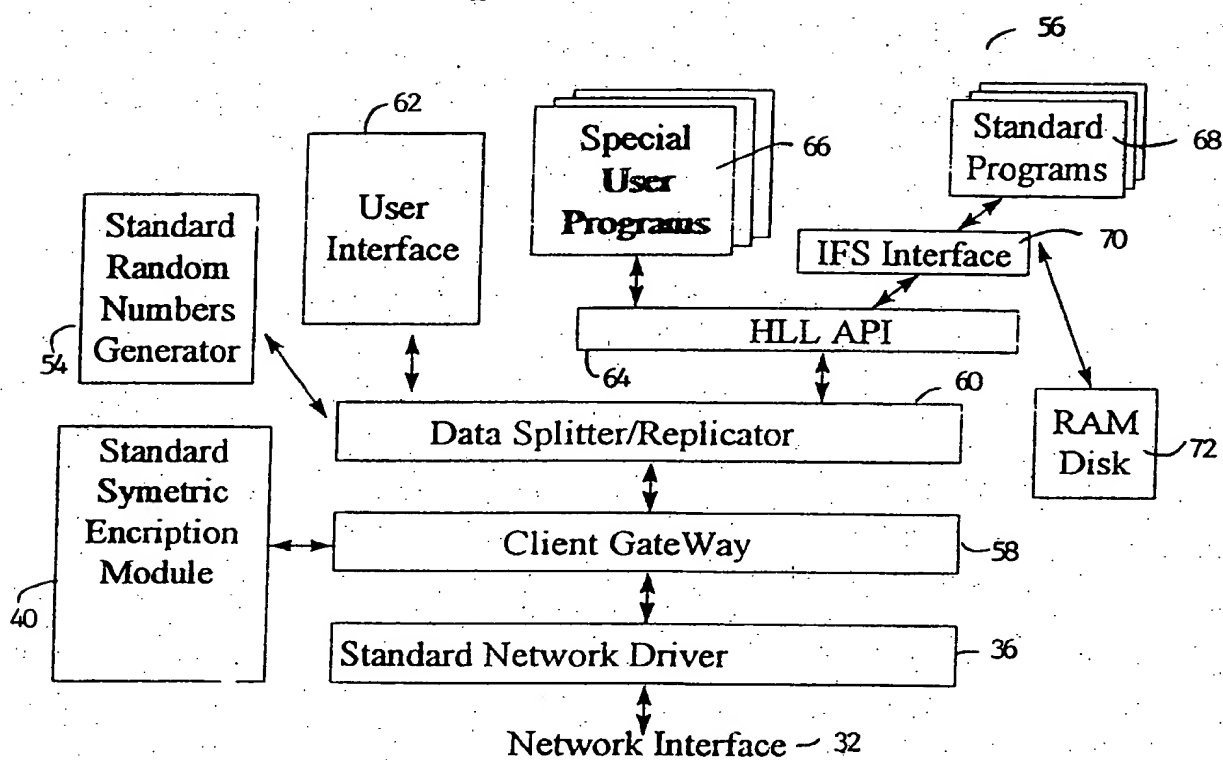 56
62
Special
User
Programs
66
Standard
Programs
68
User
Interface
Standard
Random
Numbers
Generator
54
IFS Interface
70
HLL API
64
60
Data Splitter/Replicator
RAM
Disk
72
Standard
Symetric
Encription
Module
40
Client GateWay
58
Standard Network Driver
36
Network Interface
32